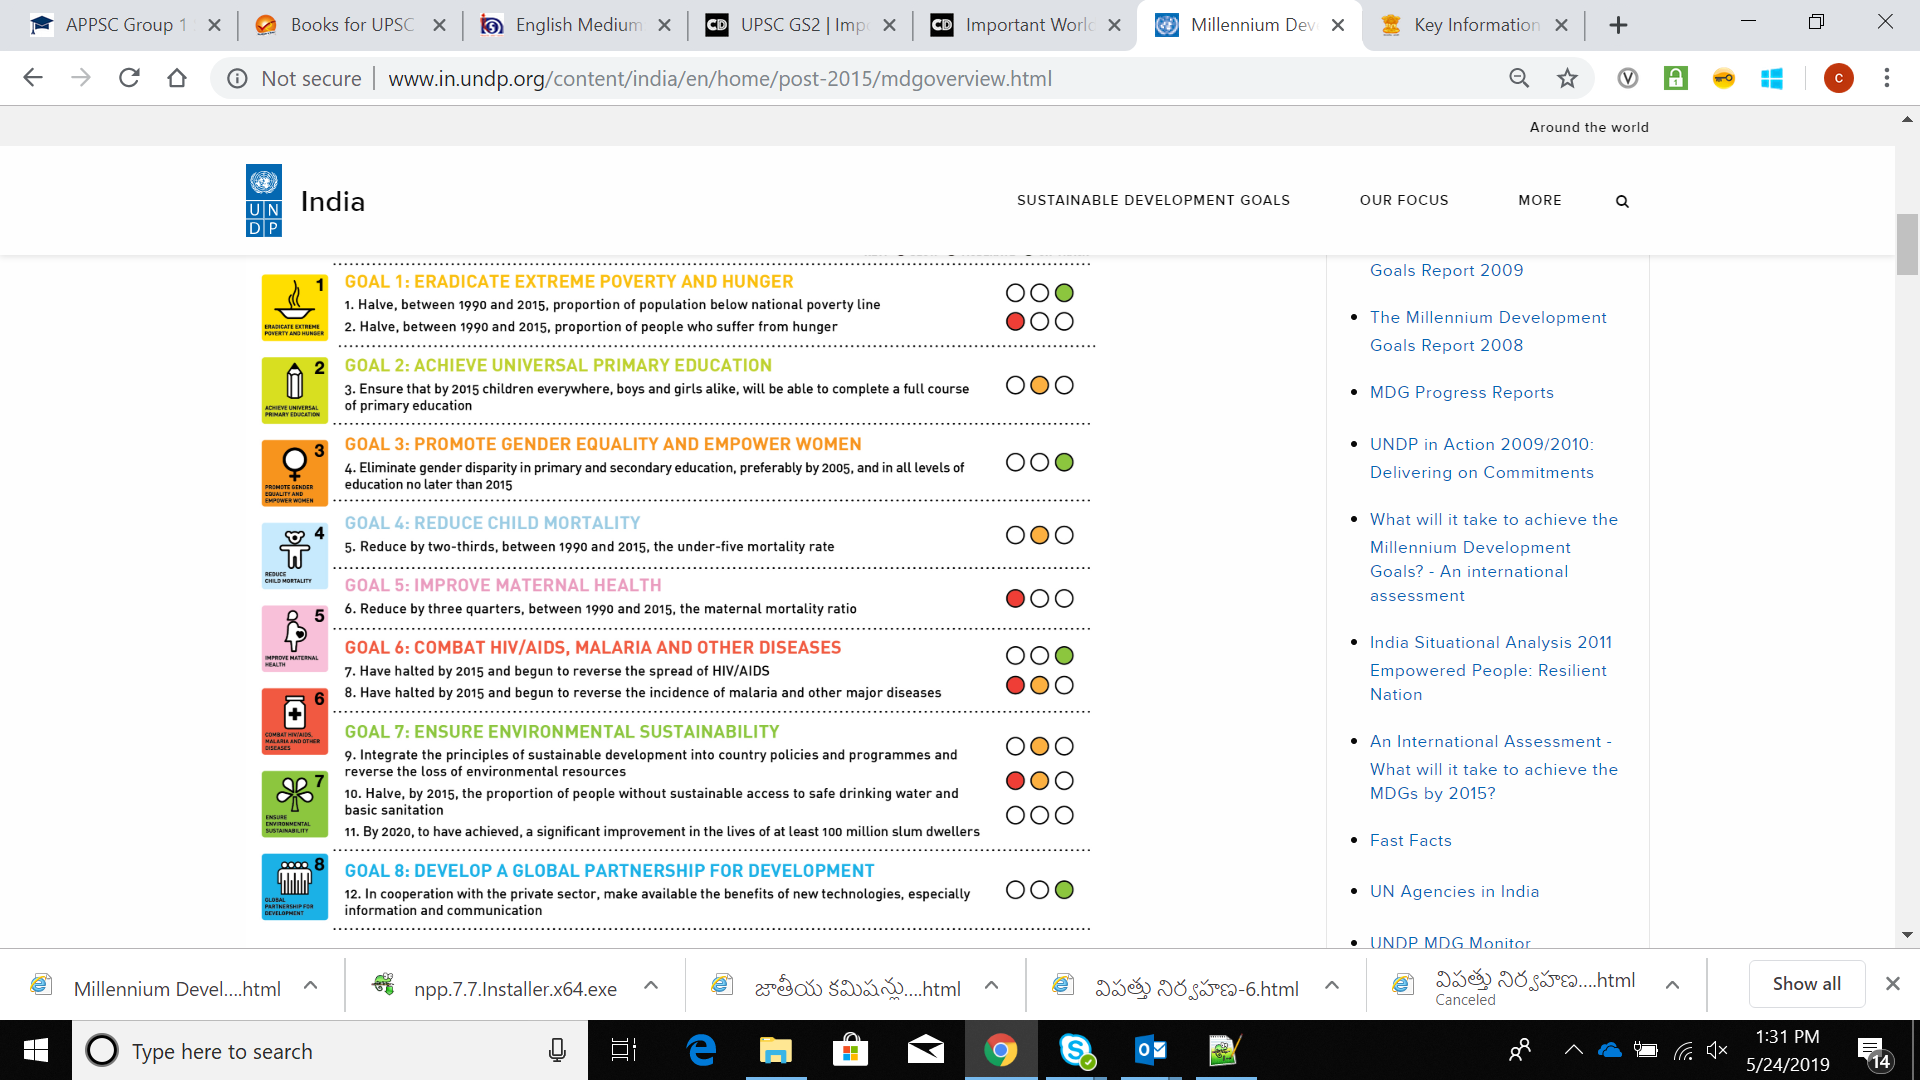 APPSC Group 1
Books for UPSC
English Medium
UPSC GS2 | Impo
Important World
Millennium Dev
Key Information
Not secure
www.in.undp.org/content/india/en/home/post-2015/mdgoverview.html
C
Around the world
UN
DP
India
SUSTAINABLE DEVELOPMENT GOALS
OUR FOCUS
MORE
1
ERADICATE EXTREME
POVERTY AND HUNGER
GOAL 1: ERADICATE EXTREME POVERTY AND HUNGER
1. Halve, between 1990 and 2015, proportion of population below national poverty line
2. Halve, between 1990 and 2015, proportion of people who suffer from hunger
2
ACHIEVE UNIVERSAL
PRIMARY EDUCATION
GOAL 2: ACHIEVE UNIVERSAL PRIMARY EDUCATION
3. Ensure that by 2015 children everywhere, boys and girls alike, will be able to complete a full course
of primary education
3
PROMOTE GENDER
EQUALITY AND
EMPOWER WOMEN
GOAL 3: PROMOTE GENDER EQUALITY AND EMPOWER WOMEN
4. Eliminate gender disparity in primary and secondary education, preferably by 2005, and in all levels of
education no later than 2015
4
REDUCE
CHILD MORTALITY
GOAL 4: REDUCE CHILD MORTALITY
5. Reduce by two-thirds, between 1990 and 2015, the under-five mortality rate
5
IMPROVE MATERNAL
HEALTH
GOAL 5: IMPROVE MATERNAL HEALTH
6. Reduce by three quarters, between 1990 and 2015, the maternal mortality ratio
6
COMBAT HIV/AIDS,
MALARIA AND OTHER
DISEASES
GOAL 6: COMBAT HIV/AIDS, MALARIA AND OTHER DISEASES
7. Have halted by 2015 and begun to reverse the spread of HIV/AIDS
8. Have halted by 2015 and begun to reverse the incidence of malaria and other major diseases
7
ENSURE
ENVIRONMENTAL
SUSTAINABILITY
GOAL 7: ENSURE ENVIRONMENTAL SUSTAINABILITY
9. Integrate the principles of sustainable development into country policies and programmes and
reverse the loss of environmental resources
10. Halve, by 2015, the proportion of people without sustainable access to safe drinking water and
basic sanitation
11. By 2020, to have achieved, a significant improvement in the lives of at least 100 million slum dwellers
8
GLOBAL
PARTNERSHIP FOR
DEVELOPMENT
GOAL 8: DEVELOP A GLOBAL PARTNERSHIP FOR DEVELOPMENT
12. In cooperation with the private sector, make available the benefits of new technologies, especially
information and communication
Goals Report 2009
The Millennium Development
Goals Report 2008
MDG Progress Reports
UNDP in Action 2009/2010:
Delivering on Commitments
What will it take to achieve the
Millennium Development
Goals? - An international
assessment
India Situational Analysis 2011
Empowered People: Resilient
Nation
An International Assessment -
What will it take to achieve the
MDGs by 2015?
Fast Facts
UN Agencies in India
UNDP MDG Monitor
Millennium Devel....html
npp.7.7.Installer.x64.exe
జాతీయ కమిషన్లు....html
విపత్తు నిర్వహణ-6.html
విపత్తు నిర్వహణ....html
Canceled
Show all
Type here to search
1:31 PM
5/24/2019
14